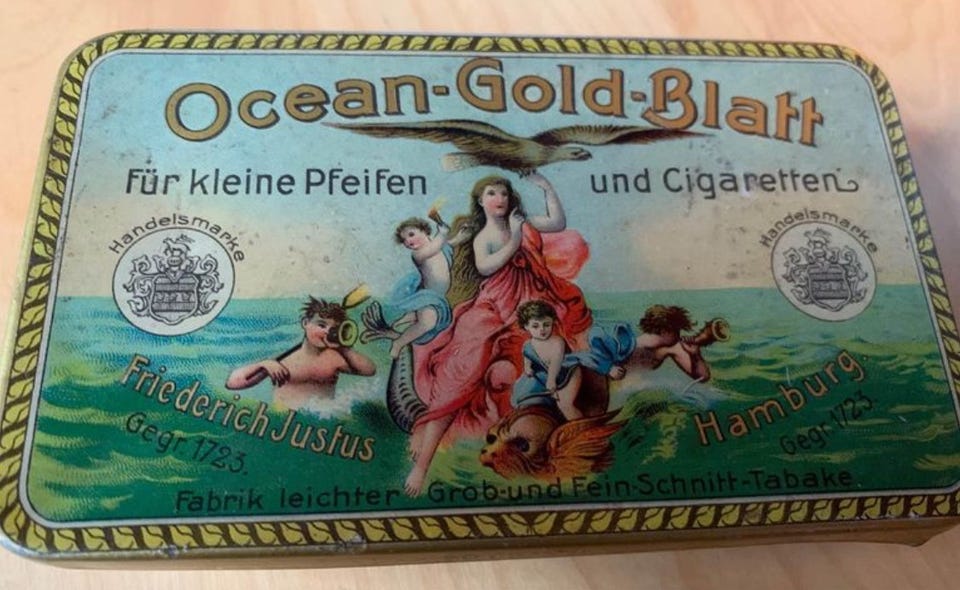 Ocean-Gold-Blatt
Für kleine Pfeifen und Cigaretten
Handelsmarke
Handelsmarke
Friederich Justus
Gegr. 1723.
Hamburg.
Gegr. 1723.
Fabrik leichter Grob-und Fein-Schnitt-Tabake